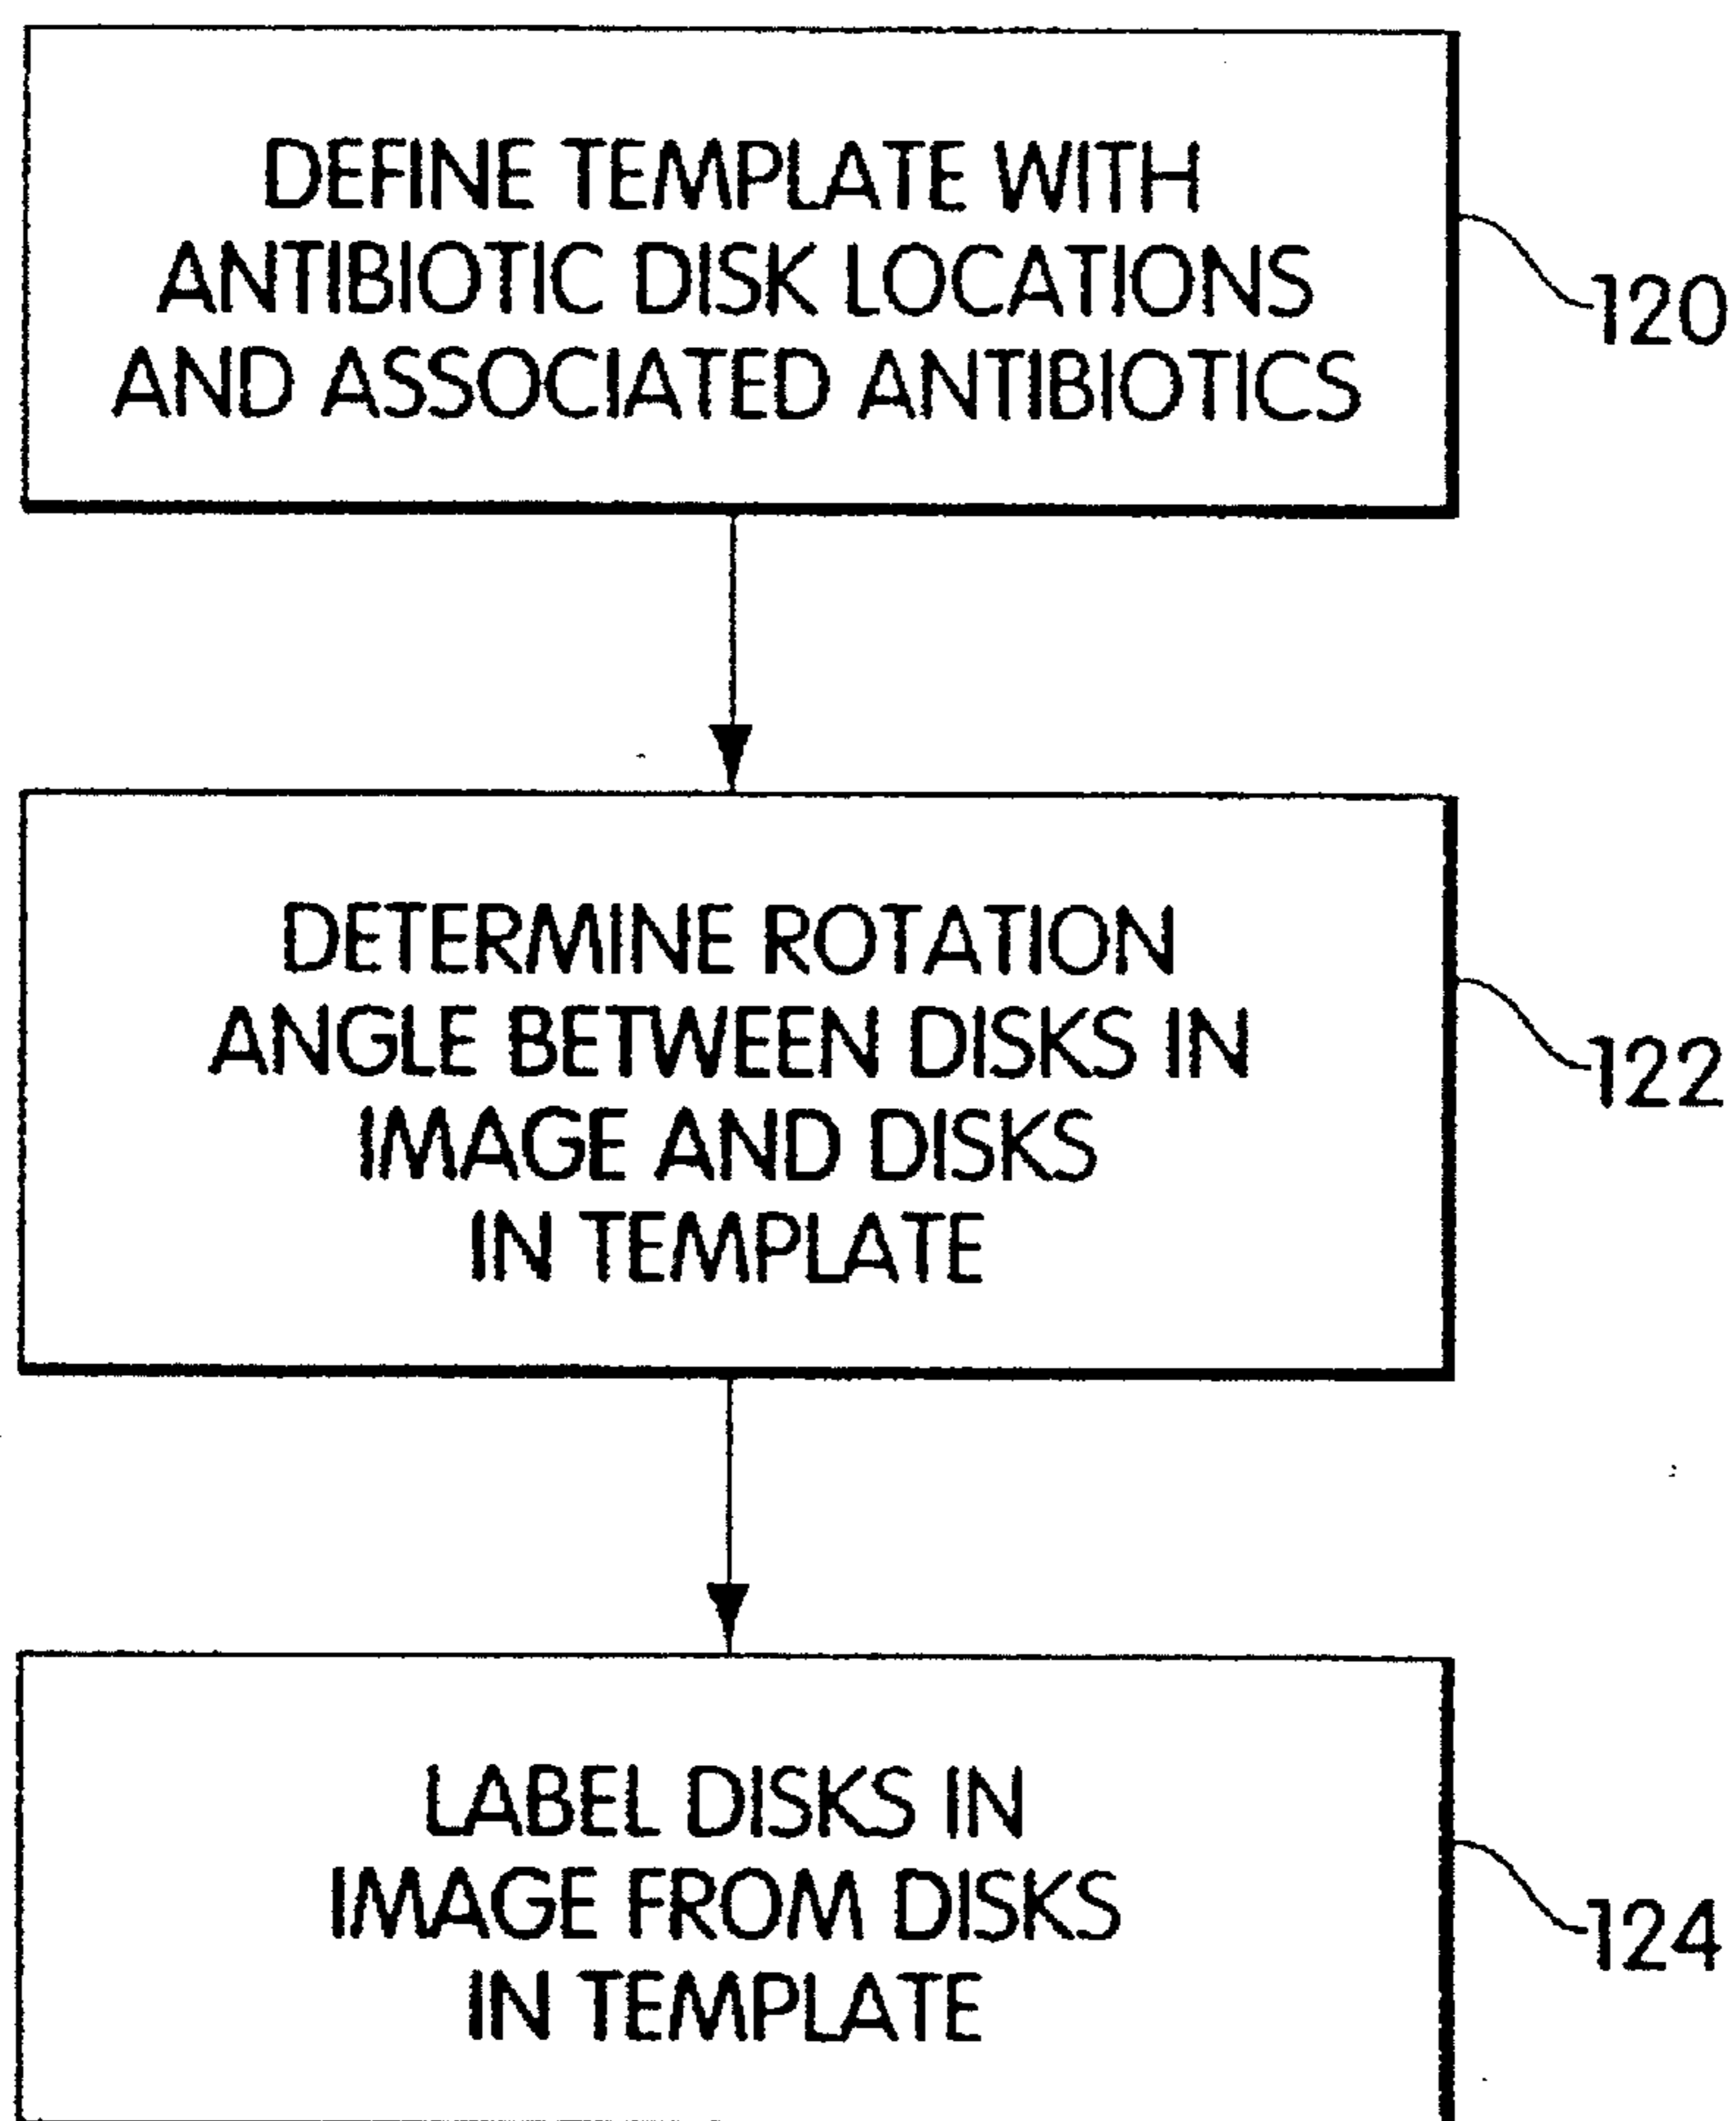 DEFINE TEMPLATE WITH
ANTIBIOTIC DISK LOCATIONS
AND ASSOCIATED ANTIBIOTICS
120
DETERMINE ROTATION
ANGLE BETWEEN DISKS IN
IMAGE AND DISKS
IN TEMPLATE
122
LABEL DISKS IN
IMAGE FROM DISKS
IN TEMPLATE
124